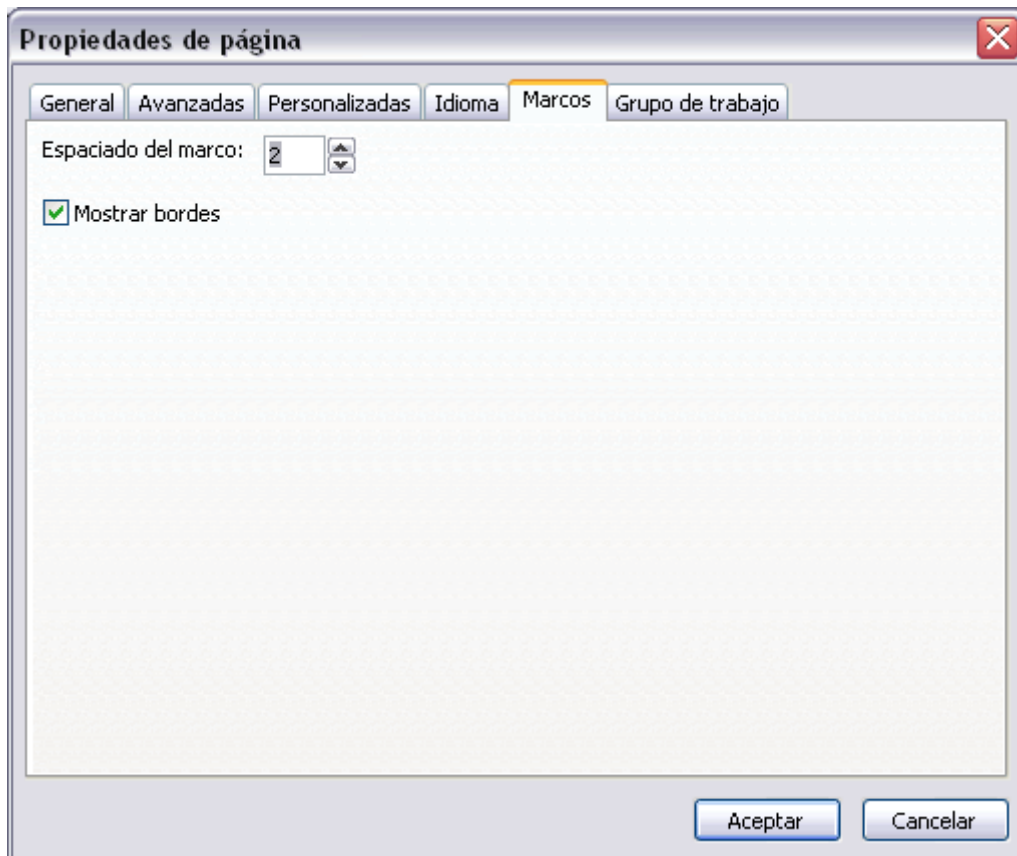 Propiedades de página
General Avanzadas Personalizadas Idioma Marcos Grupo de trabajo
Espaciado del marco: 2
Mostrar bordes
Aceptar Cancelar